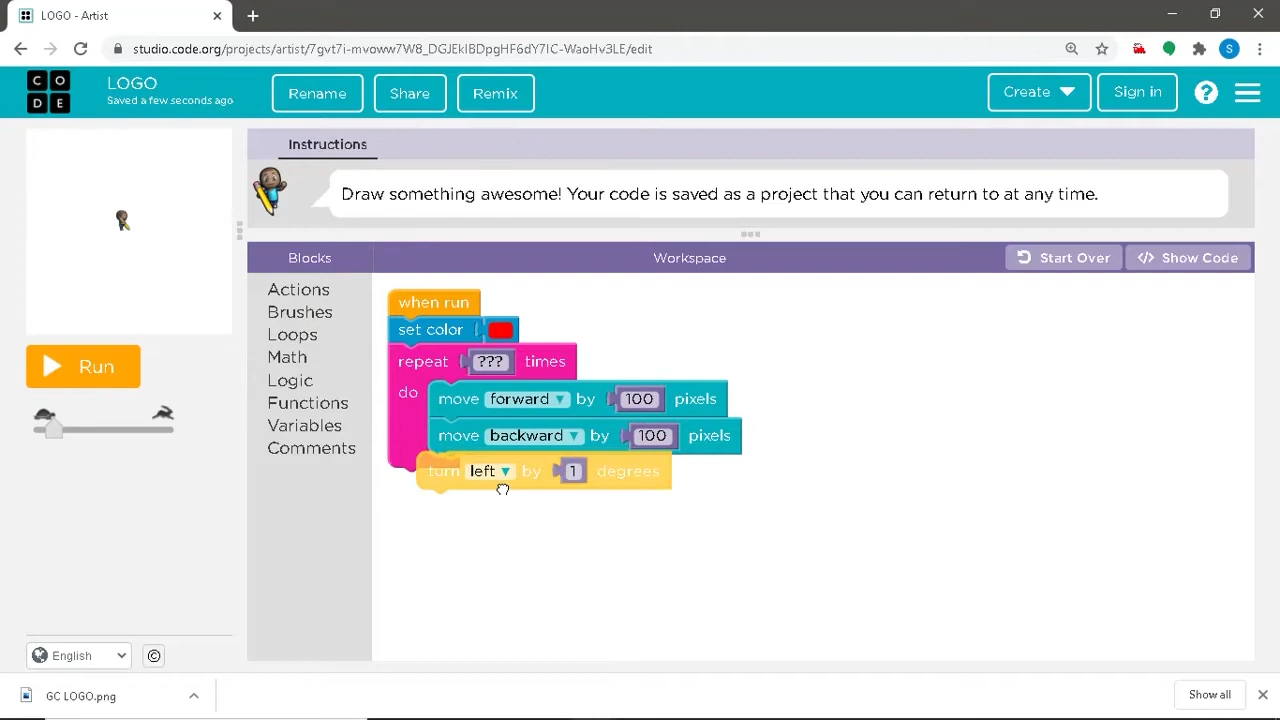 LOGO - Artist
studio.code.org/projects/artist/7gvt7i-mvoww7W8_DGJEkIBDpgHF6dY7IC-WaoHv3LE/edit
S
CO
DE
LOGO
Saved a few seconds ago
Rename
Share
Remix
Create
Sign in
?
Instructions
Draw something awesome! Your code is saved as a project that you can return to at any time.
Blocks
Workspace
Start Over
</> Show Code
Actions
Brushes
Loops
Math
Logic
Functions
Variables
Comments
when run
set color
repeat ??? times
do
move forward by 100 pixels
move backward by 100 pixels
turn left by 1 degrees
Run
English
©
GC LOGO.png
Show all